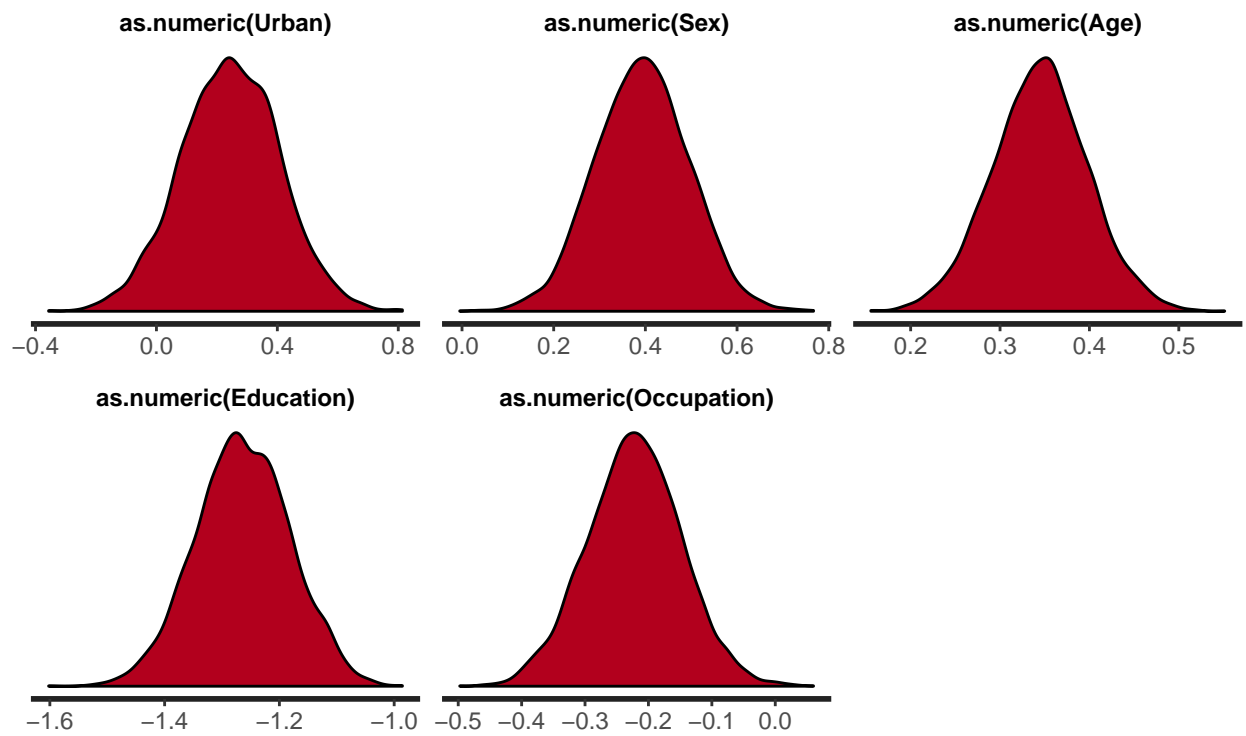 as.numeric(Urban) as.numeric(Sex) as.numeric(Age)
−0.4 0.0 0.4 0.8 0.0 0.2 0.4 0.6 0.8 0.2 0.3 0.4 0.5
as.numeric(Education) as.numeric(Occupation)
−1.6 −1.4 −1.2 −1.0 −0.5 −0.4 −0.3 −0.2 −0.1 0.0